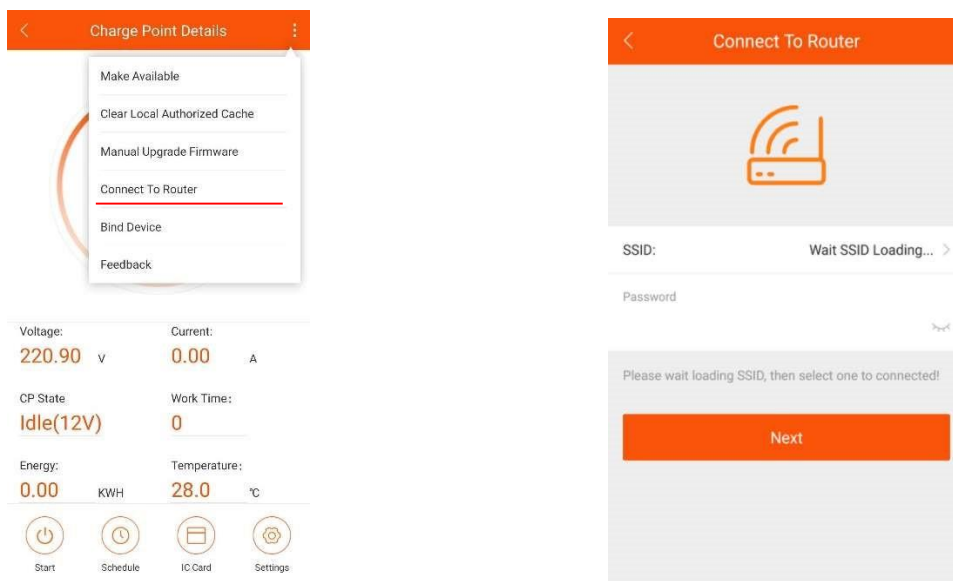 Charge Point Details
Make Available
Clear Local Authorized Cache
Manual Upgrade Firmware
Connect To Router
Bind Device
Feedback
Voltage: Current:
220.90 V 0.00 A
CP State Work Time:
Idle(12V) 0
Energy: Temperature:
0.00 KWH 28.0 ℃
Start Schedule IC Card Settings
Connect To Router
SSID: Wait SSID Loading...
Password
Please wait loading SSID, then select one to connected!
Next